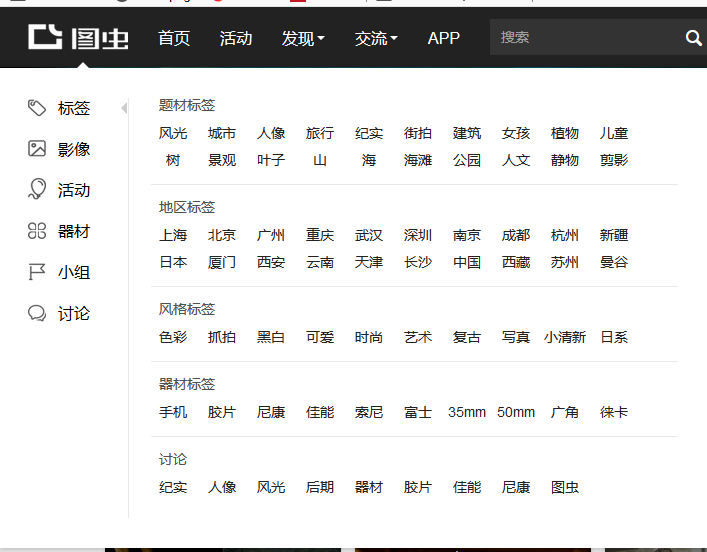 图虫 首页 活动 发现 交流 APP 搜索
标签
影像
活动
器材
小组
讨论
题材标签
风光 城市 人像 旅行 纪实 街拍 建筑 女孩 植物 儿童
树 景观 叶子 山 海 海滩 公园 人文 静物 剪影
地区标签
上海 北京 广州 重庆 武汉 深圳 南京 成都 杭州 新疆
日本 厦门 西安 云南 天津 长沙 中国 西藏 苏州 曼谷
风格标签
色彩 抓拍 黑白 可爱 时尚 艺术 复古 写真 小清新 日系
器材标签
手机 胶片 尼康 佳能 索尼 富士 35mm 50mm 广角 徕卡
讨论
纪实 人像 风光 后期 器材 胶片 佳能 尼康 图虫